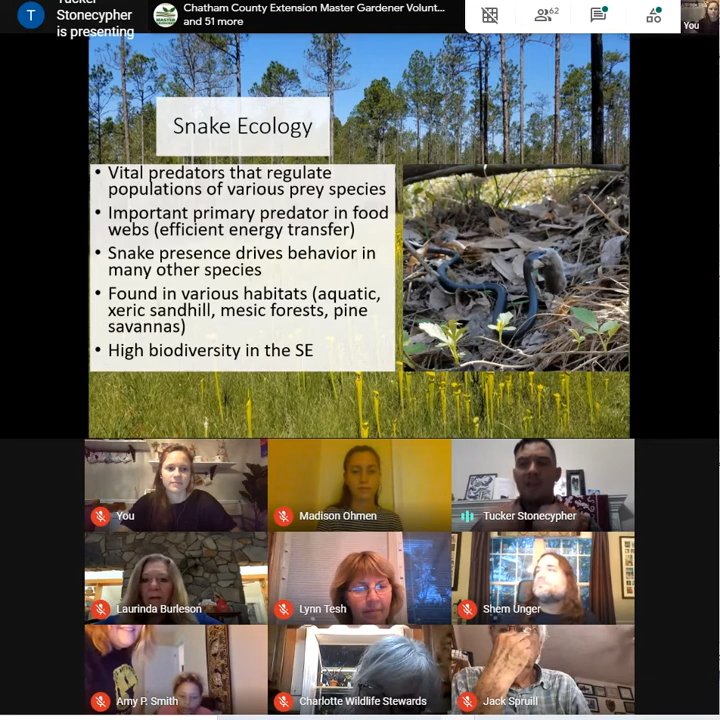 T
Tucker
Stonecypher
is presenting
Chatham County Extension Master Gardener Volunt...
and 51 more
62
You
Snake Ecology
• Vital predators that regulate
populations of various prey species
• Important primary predator in food
webs (efficient energy transfer)
• Snake presence drives behavior in
many other species
• Found in various habitats (aquatic,
xeric sandhill, mesic forests, pine
savannas)
• High biodiversity in the SE
You
Madison Ohmen
Tucker Stonecypher
Laurinda Burleson
Lynn Tesh
Shem Unger
Amy P. Smith
Charlotte Wildlife Stewards
Jack Spruill